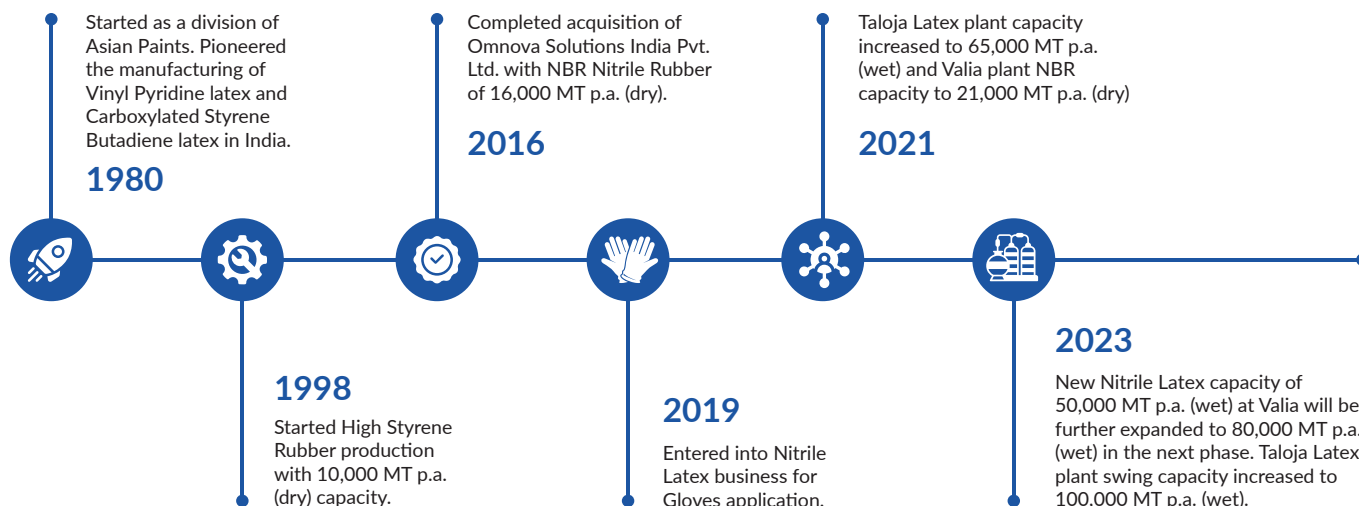 Started as a division of
Asian Paints. Pioneered
the manufacturing of
Vinyl Pyridine latex and
Carboxylated Styrene
Butadiene latex in India.
1980
1998
Started High Styrene
Rubber production
with 10,000 MT p.a.
(dry) capacity.
Completed acquisition of
Omnova Solutions India Pvt.
Ltd. with NBR Nitrile Rubber
of 16,000 MT p.a. (dry).
2016
2019
Entered into Nitrile
Latex business for
Gloves application.
Taloja Latex plant capacity
increased to 65,000 MT p.a.
(wet) and Valia plant NBR
capacity to 21,000 MT p.a. (dry)
2021
2023
New Nitrile Latex capacity of
50,000 MT p.a. (wet) at Valia will be
further expanded to 80,000 MT p.a.
(wet) in the next phase. Taloja Latex
plant swing capacity increased to
100,000 MT p.a. (wet).